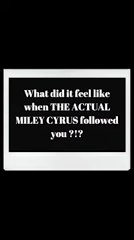 What did it feel like
when THE ACTUAL
MILEY CYRUS followed
you ?!?